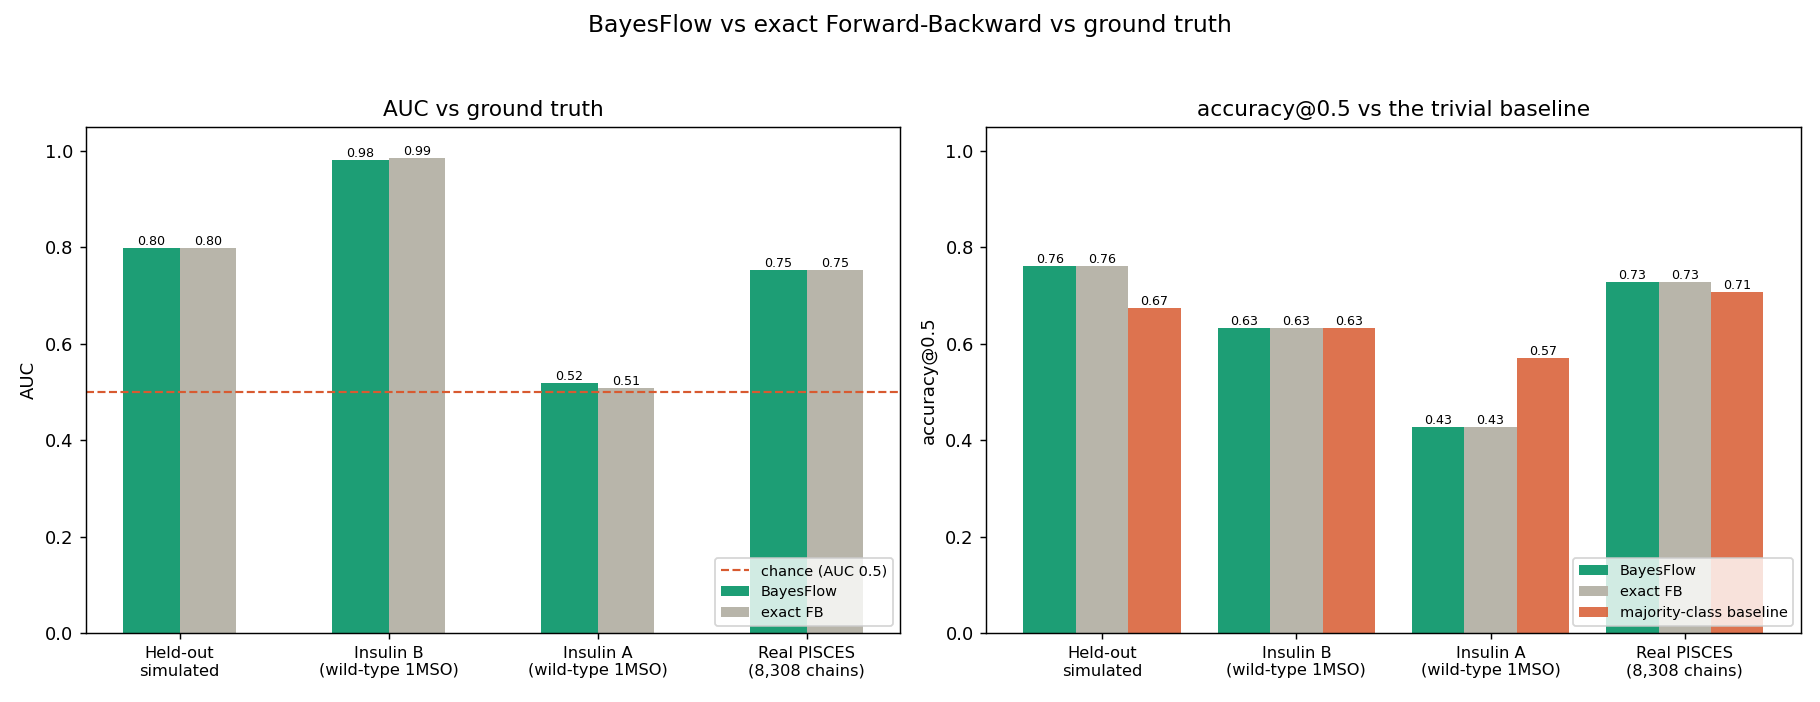 BayesFlow vs exact Forward-Backward vs ground truth
AUC vs ground truth
AUC
1.0
0.8
0.6
0.4
0.2
0.0
0.80
0.80
0.98
0.99
0.52
0.51
0.75
0.75
chance (AUC 0.5)
BayesFlow
exact FB
Held-out
simulated
Insulin B
(wild-type 1MSO)
Insulin A
(wild-type 1MSO)
Real PISCES
(8,308 chains)
accuracy@0.5 vs the trivial baseline
accuracy@0.5
1.0
0.8
0.6
0.4
0.2
0.0
0.76
0.76
0.67
0.63
0.63
0.63
0.43
0.43
0.57
0.73
0.73
0.71
BayesFlow
exact FB
majority-class baseline
Held-out
simulated
Insulin B
(wild-type 1MSO)
Insulin A
(wild-type 1MSO)
Real PISCES
(8,308 chains)